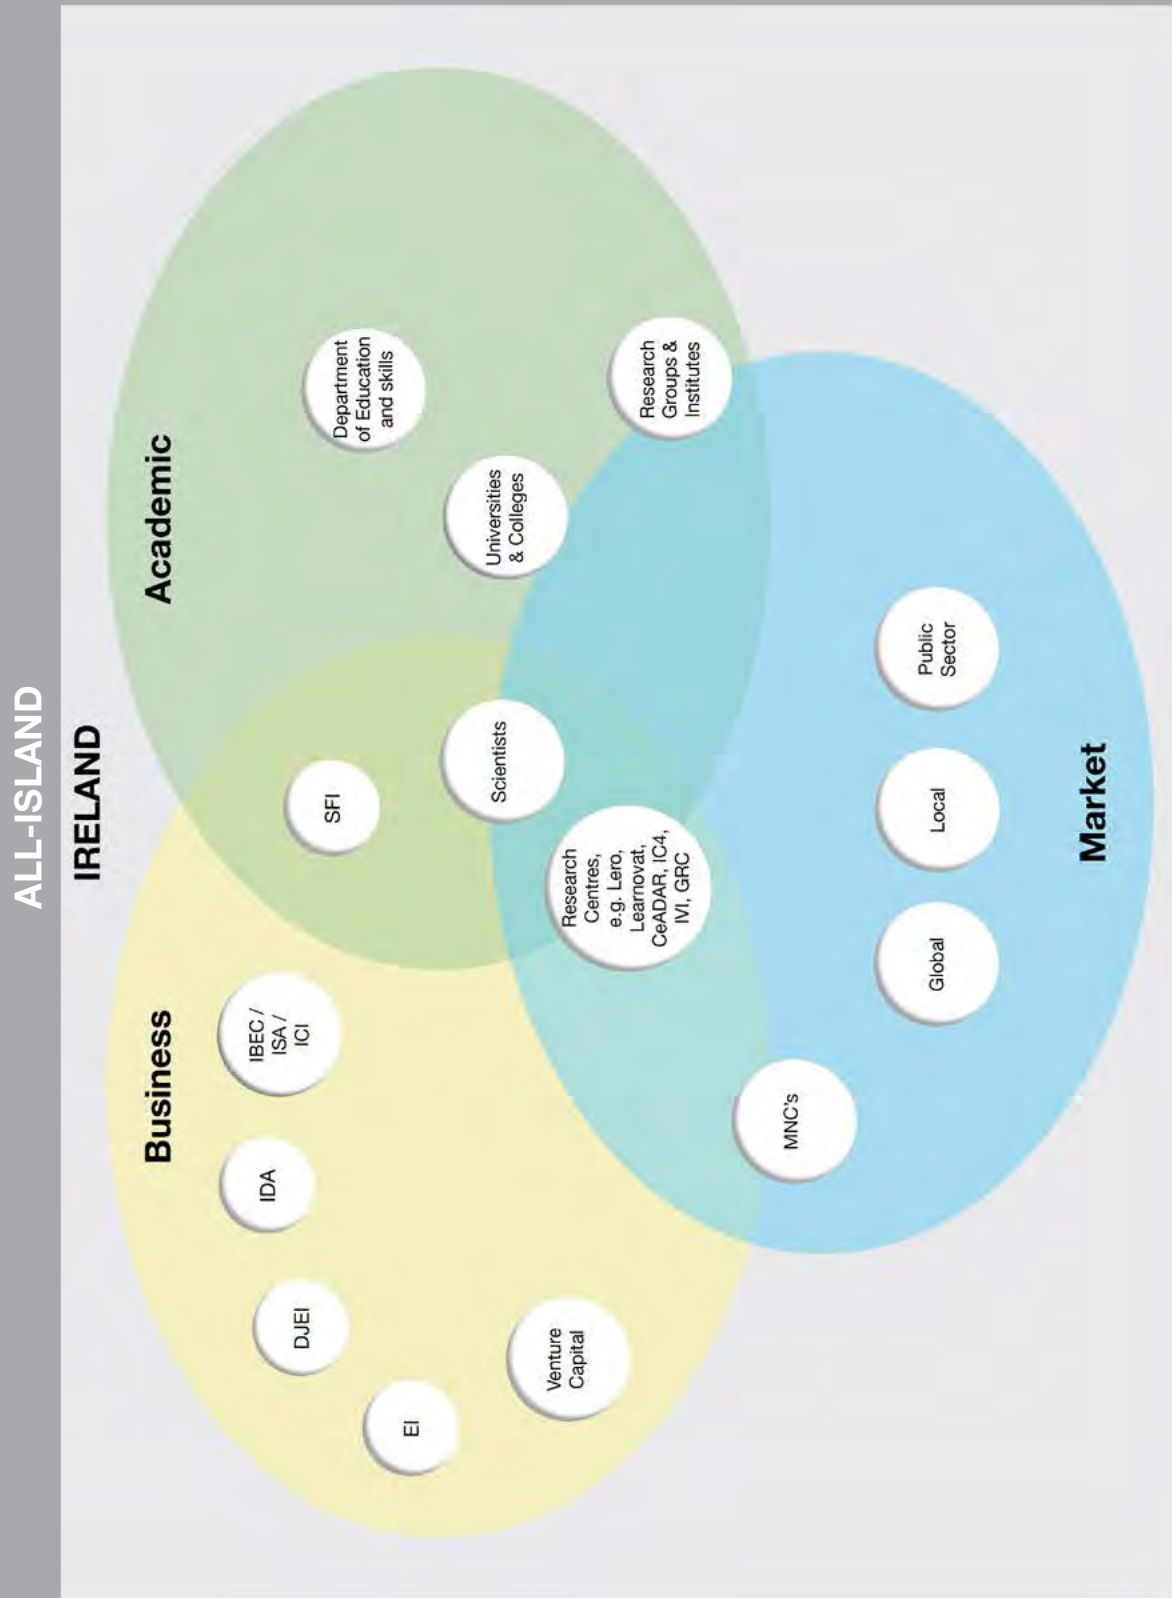 ALL-ISLAND
IRELAND
Business
Academic
IBEC /
ISA /
ICI
IDA
DJEI
EI
Venture
Capital
SFI
Scientists
Research
Centres,
e.g. Lero,
Learnovat,
CeADAR, IC4,
IVI, GRC
Department
of Education
and skills
Universities
& Colleges
Research
Groups &
Institutes
MNC's
Global
Local
Public
Sector
Market